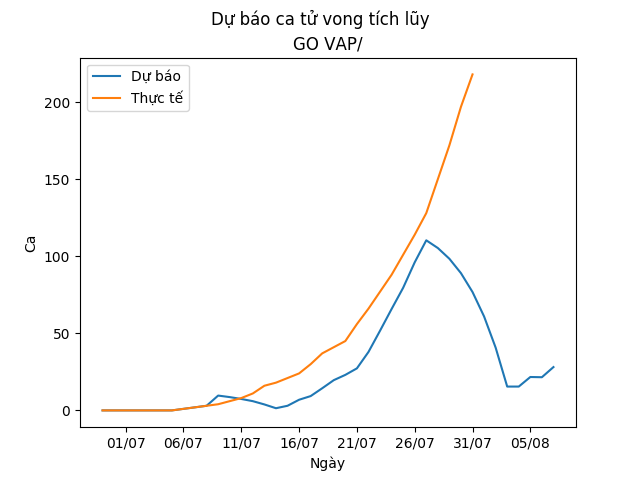 Dự báo ca tử vong tích lũy
GO VAP/
Dự báo
Thực tế
200
150
100
50
0
Ca
01/07 06/07 11/07 16/07 21/07 26/07 31/07 05/08
Ngày